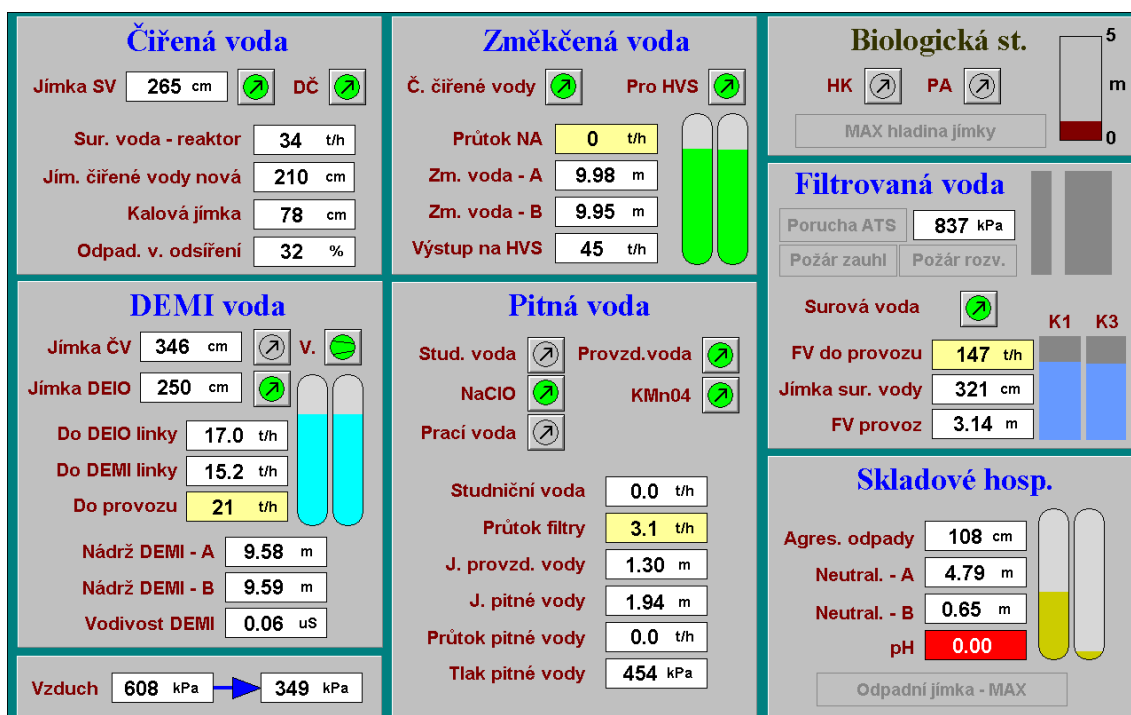 Čiřená voda
Jímka SV 265 cm DČ
Sur. voda - reaktor 34 t/h
Jím. čiřené vody nová 210 cm
Kalová jímka 78 cm
Odpad. v. odsíření 32 %
Změkčená voda
Č. čiřené vody Pro HVS
Průtok NA 0 t/h
Zm. voda - A 9.98 m
Zm. voda - B 9.95 m
Výstup na HVS 45 t/h
Biologická st.
HK PA
MAX hladina jímky
5
m
0
Filtrovaná voda
Porucha ATS 837 kPa
Požár zauhl Požár rozv.
Surová voda
K1 K3
FV do provozu 147 t/h
Jímka sur. vody 321 cm
FV provoz 3.14 m
DEMI voda
Jímka ČV 346 cm V.
Jímka DEIO 250 cm
Do DEIO linky 17.0 t/h
Do DEMI linky 15.2 t/h
Do provozu 21 t/h
Nádrž DEMI - A 9.58 m
Nádrž DEMI - B 9.59 m
Vodivost DEMI 0.06 uS
Pitná voda
Stud. voda Provzd.voda
NaClO KMn04
Prací voda
Studniční voda 0.0 t/h
Průtok filtry 3.1 t/h
J. provzd. vody 1.30 m
J. pitné vody 1.94 m
Průtok pitné vody 0.0 t/h
Tlak pitné vody 454 kPa
Skladové hosp.
Agres. odpady 108 cm
Neutral. - A 4.79 m
Neutral. - B 0.65 m
pH 0.00
Odpadní jímka - MAX
Vzduch 608 kPa 349 kPa